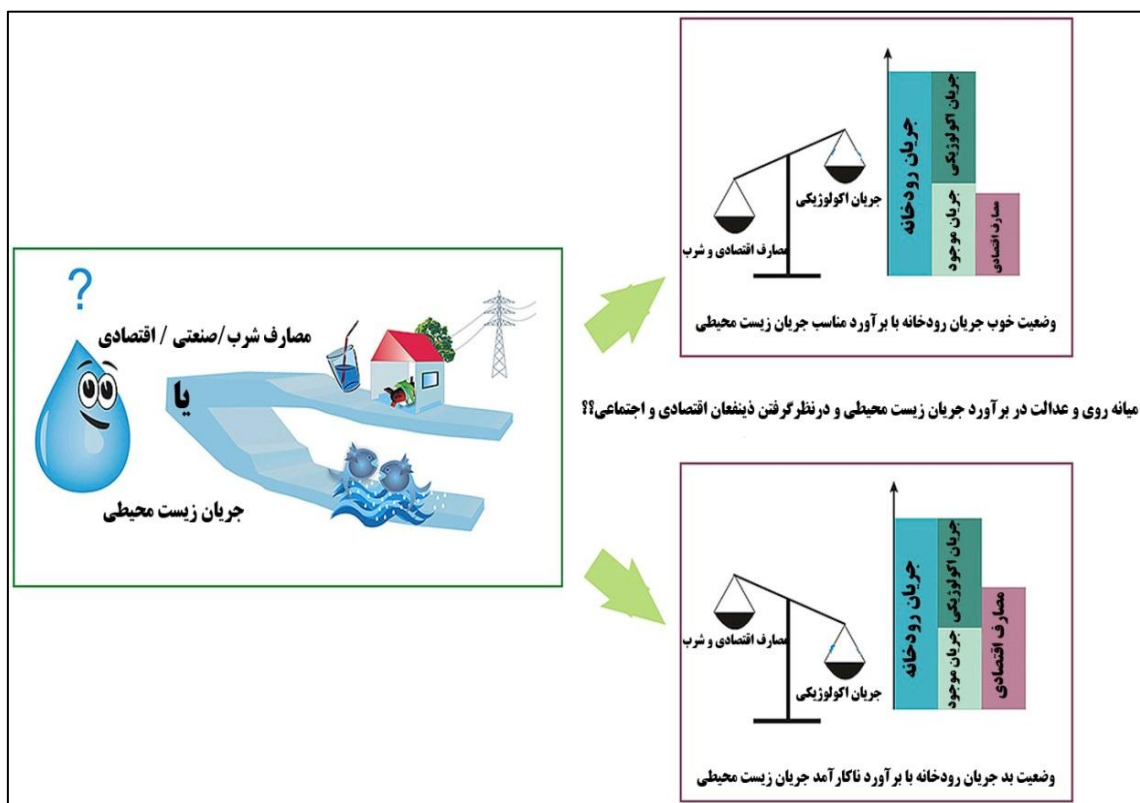 ?
مصارف شرب/صنعتی / اقتصادی
یا
جریان زیست محیطی
جریان رودخانه
جریان اکولوژیکی
جریان موجود
مصارف اقتصادی
جریان اکولوژیکی
مصارف اقتصادی و شرب
وضعیت خوب جریان رودخانه با برآورد مناسب جریان زیست محیطی
میانه روی و عدالت در برآورد جریان زیست محیطی و درنظرگرفتن ذینفعان اقتصادی و اجتماعی؟؟
جریان رودخانه
جریان اکولوژیکی
جریان موجود
مصارف اقتصادی
مصارف اقتصادی و شرب
جریان اکولوژیکی
وضعیت بد جریان رودخانه با برآورد ناکارآمد جریان زیست محیطی